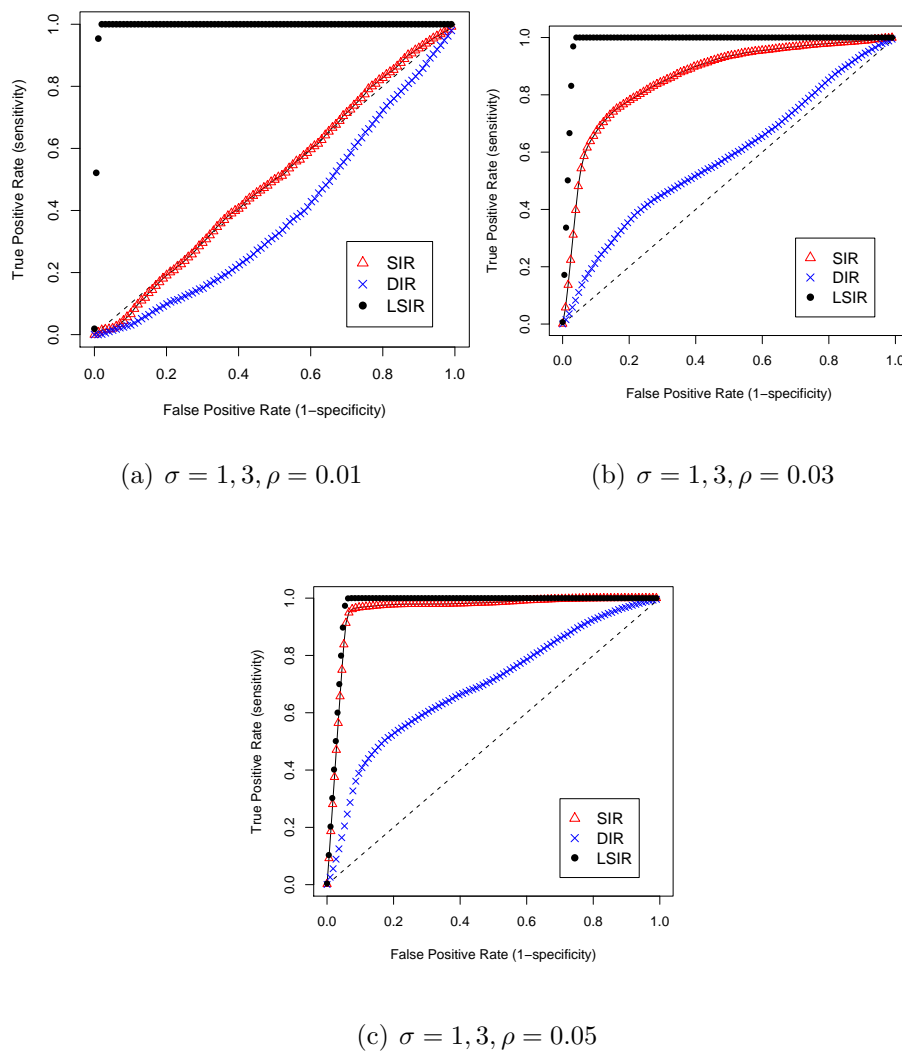 True Positive Rate (sensitivity)
1.0
0.8
0.6
0.4
0.2
0.0
SIR
DIR
LSIR
0.0 0.2 0.4 0.6 0.8 1.0
False Positive Rate (1−specificity)
(a) σ = 1, 3, ρ = 0.01
True Positive Rate (sensitivity)
1.0
0.8
0.6
0.4
0.2
0.0
SIR
DIR
LSIR
0.0 0.2 0.4 0.6 0.8 1.0
False Positive Rate (1−specificity)
(b) σ = 1, 3, ρ = 0.03
True Positive Rate (sensitivity)
1.0
0.8
0.6
0.4
0.2
0.0
SIR
DIR
LSIR
0.0 0.2 0.4 0.6 0.8 1.0
False Positive Rate (1−specificity)
(c) σ = 1, 3, ρ = 0.05